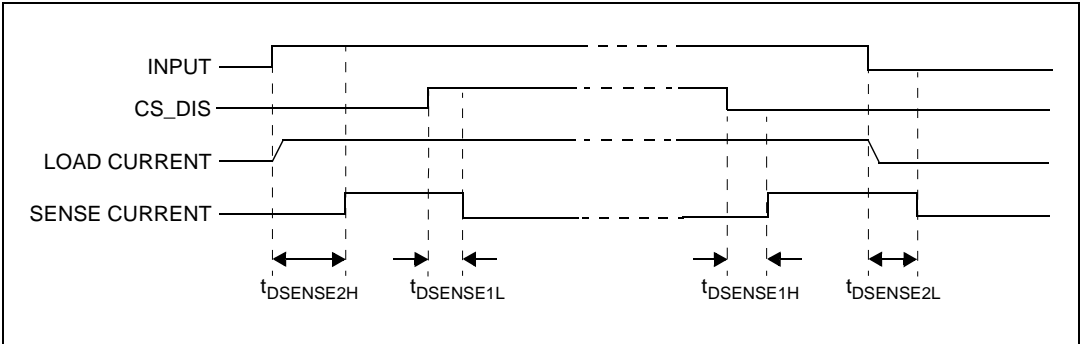 INPUT
CS_DIS
LOAD CURRENT
SENSE CURRENT
tDSENSE2H tDSENSE1L tDSENSE1H tDSENSE2L